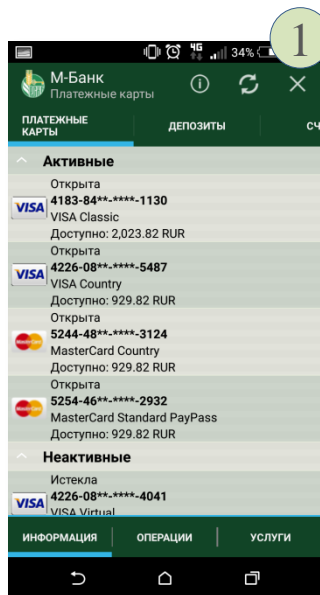 1
4G
34%
М-Банк
Платежные карты
ПЛАТЕЖНЫЕ
КАРТЫ
ДЕПОЗИТЫ
СЧ
Активные
Открыта
VISA
4183-84**-****-1130
VISA Classic
Доступно: 2,023.82 RUR
Открыта
VISA
4226-08**-****-5487
VISA Country
Доступно: 929.82 RUR
Открыта
MasterCard
5244-48**-****-3124
MasterCard Country
Доступно: 929.82 RUR
Открыта
MasterCard
5254-46**-****-2932
MasterCard Standard PayPass
Доступно: 929.82 RUR
Неактивные
Истекла
VISA
4226-08**-****-4041
VISA Virtual
ИНФОРМАЦИЯ
ОПЕРАЦИИ
УСЛУГИ